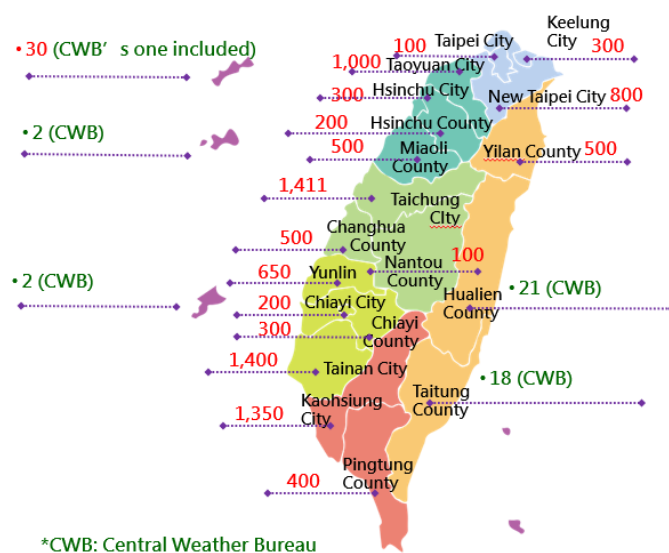 Keelung
City
300
Taipei City
100
• 30 (CWB’ s one included)
1,000
Taoyuan City
300
Hsinchu City
New Taipei City
800
• 2 (CWB)
200
Hsinchu County
500
Miaoli
County
Yilan County
500
1,411
Taichung
CIty
500
Changhua
County
Nantou
County
100
• 2 (CWB)
650
Yunlin
200
Chiayi City
Hualien
County
• 21 (CWB)
300
Chiayi
County
1,400
Tainan City
• 18 (CWB)
Taitung
County
1,350
Kaohsiung
City
400
Pingtung
County
*CWB: Central Weather Bureau